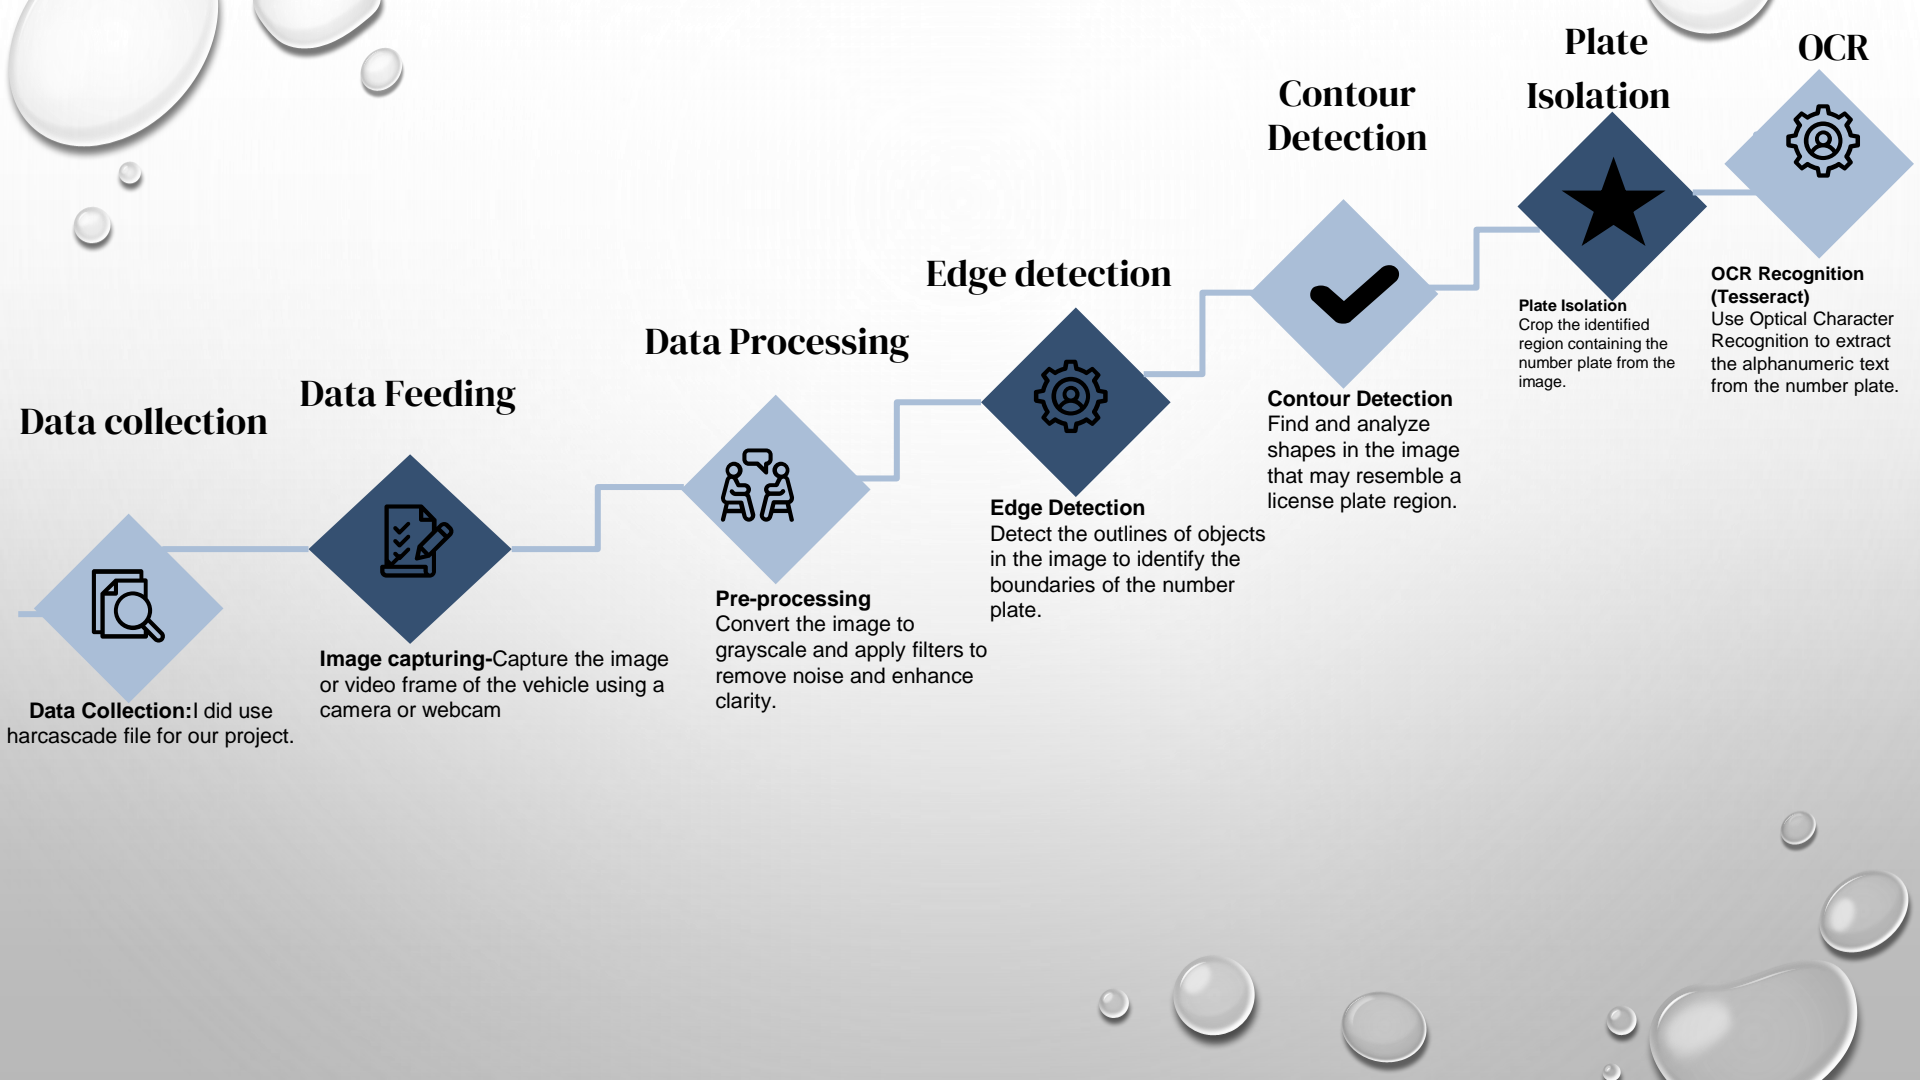 Data collection
Data Collection:I did use
harcascade file for our project.
Data Feeding
Image capturing-Capture the image
or video frame of the vehicle using a
camera or webcam
Data Processing
Pre-processing
Convert the image to
grayscale and apply filters to
remove noise and enhance
clarity.
Edge detection
Edge Detection
Detect the outlines of objects
in the image to identify the
boundaries of the number
plate.
Contour
Detection
Contour Detection
Find and analyze
shapes in the image
that may resemble a
license plate region.
Plate
Isolation
Plate Isolation
Crop the identified
region containing the
number plate from the
image.
OCR
OCR Recognition
(Tesseract)
Use Optical Character
Recognition to extract
the alphanumeric text
from the number plate.